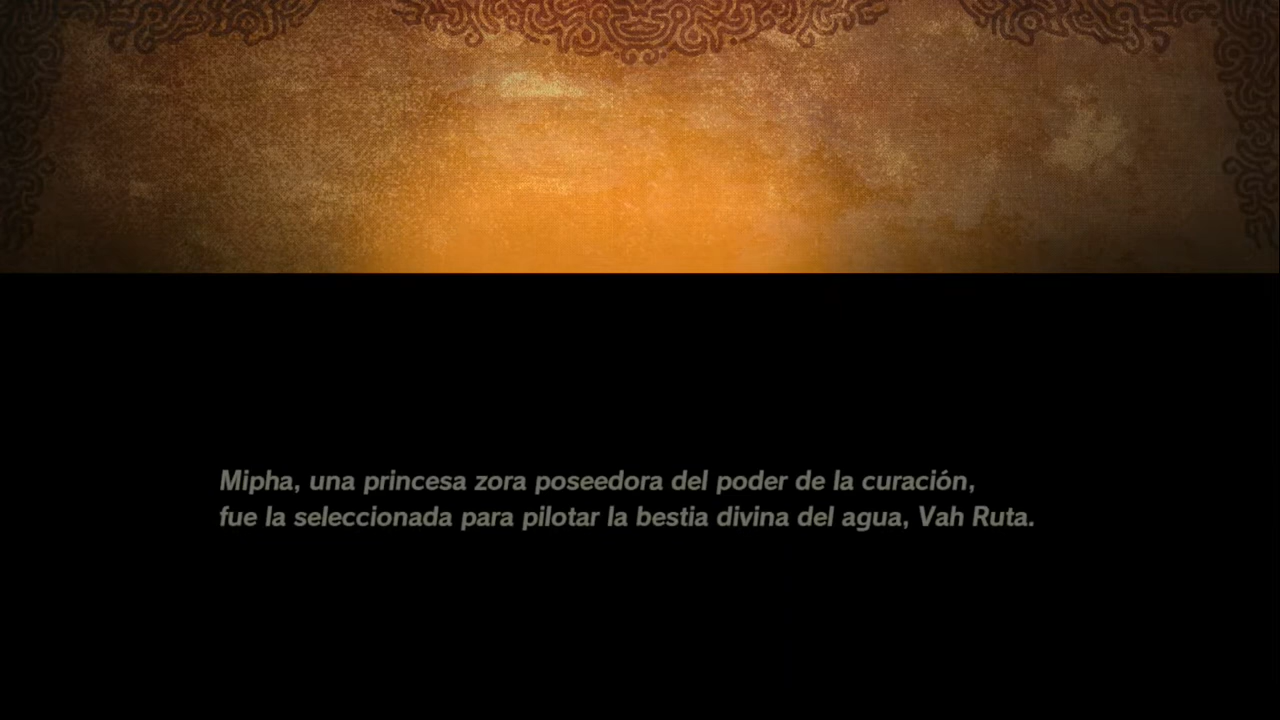 Mipha, una princesa zora poseedora del poder de la curación,
fue la seleccionada para pilotar la bestia divina del agua, Vah Ruta.